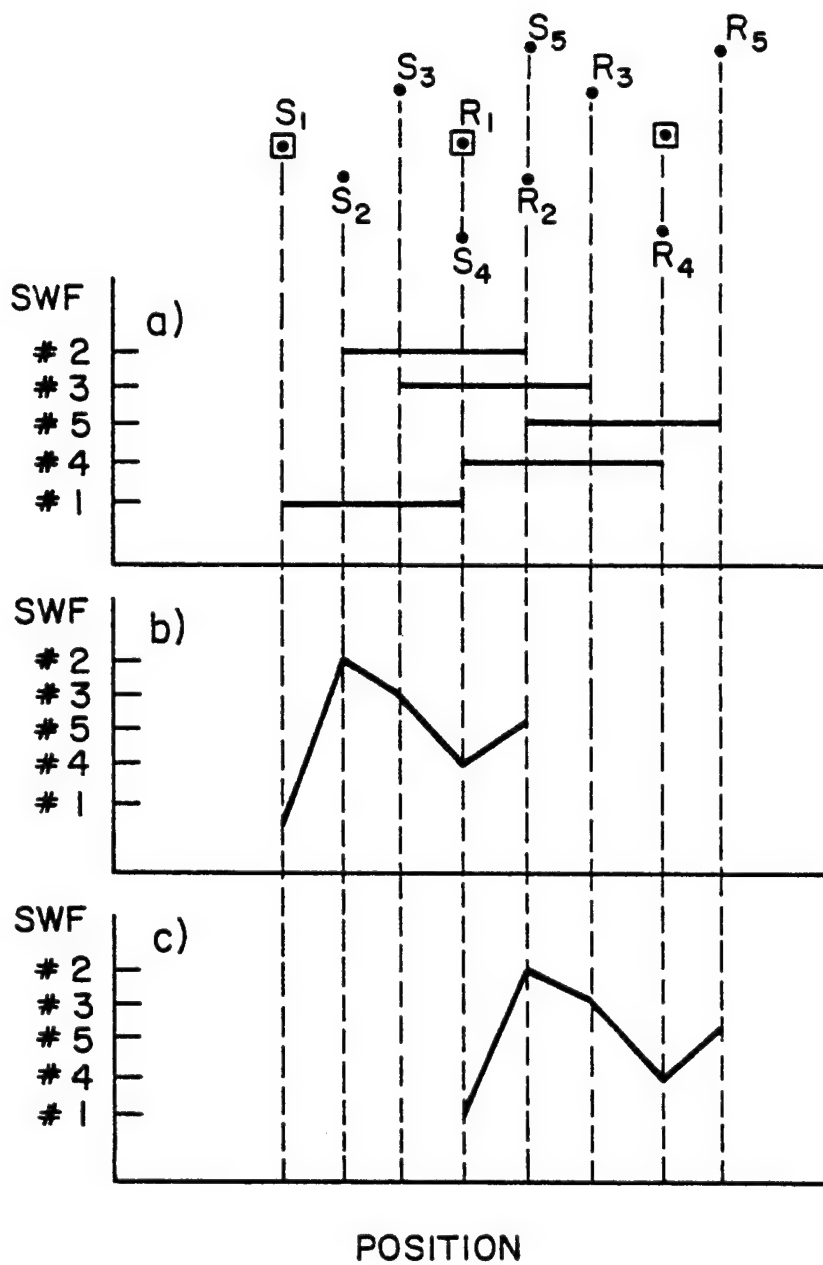 S5 R5
S3 R3
S1 R1
S2 R2
S4 R4
SWF
a)
# 2
# 3
# 5
# 4
# 1
SWF
b)
# 2
# 3
# 5
# 4
# 1
SWF
c)
# 2
# 3
# 5
# 4
# 1
POSITION